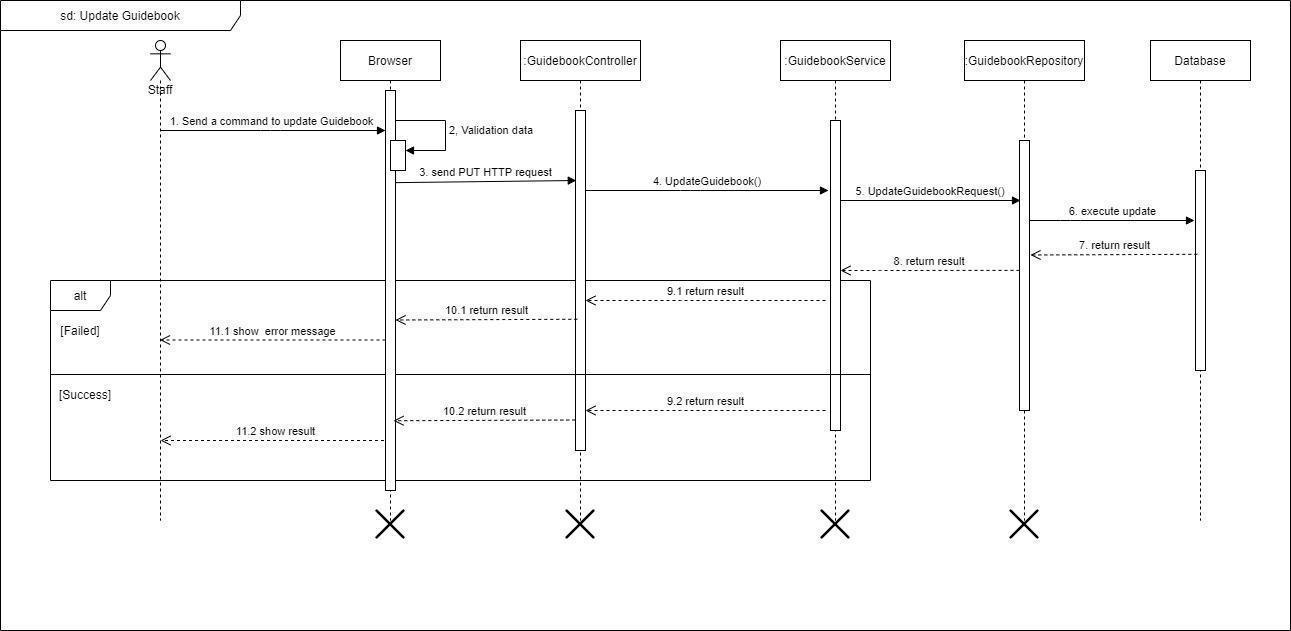 sd: Update Guidebook
Staff
Browser
:GuidebookController
:GuidebookService
:GuidebookRepository
Database
1. Send a command to update Guidebook
2, Validation data
3. send PUT HTTP request
4. UpdateGuidebook()
5. UpdateGuidebookRequest()
6. execute update
7. return result
8. return result
alt
9.1 return result
10.1 return result
[Failed]
11.1 show  error message
[Success]
9.2 return result
10.2 return result
11.2 show result